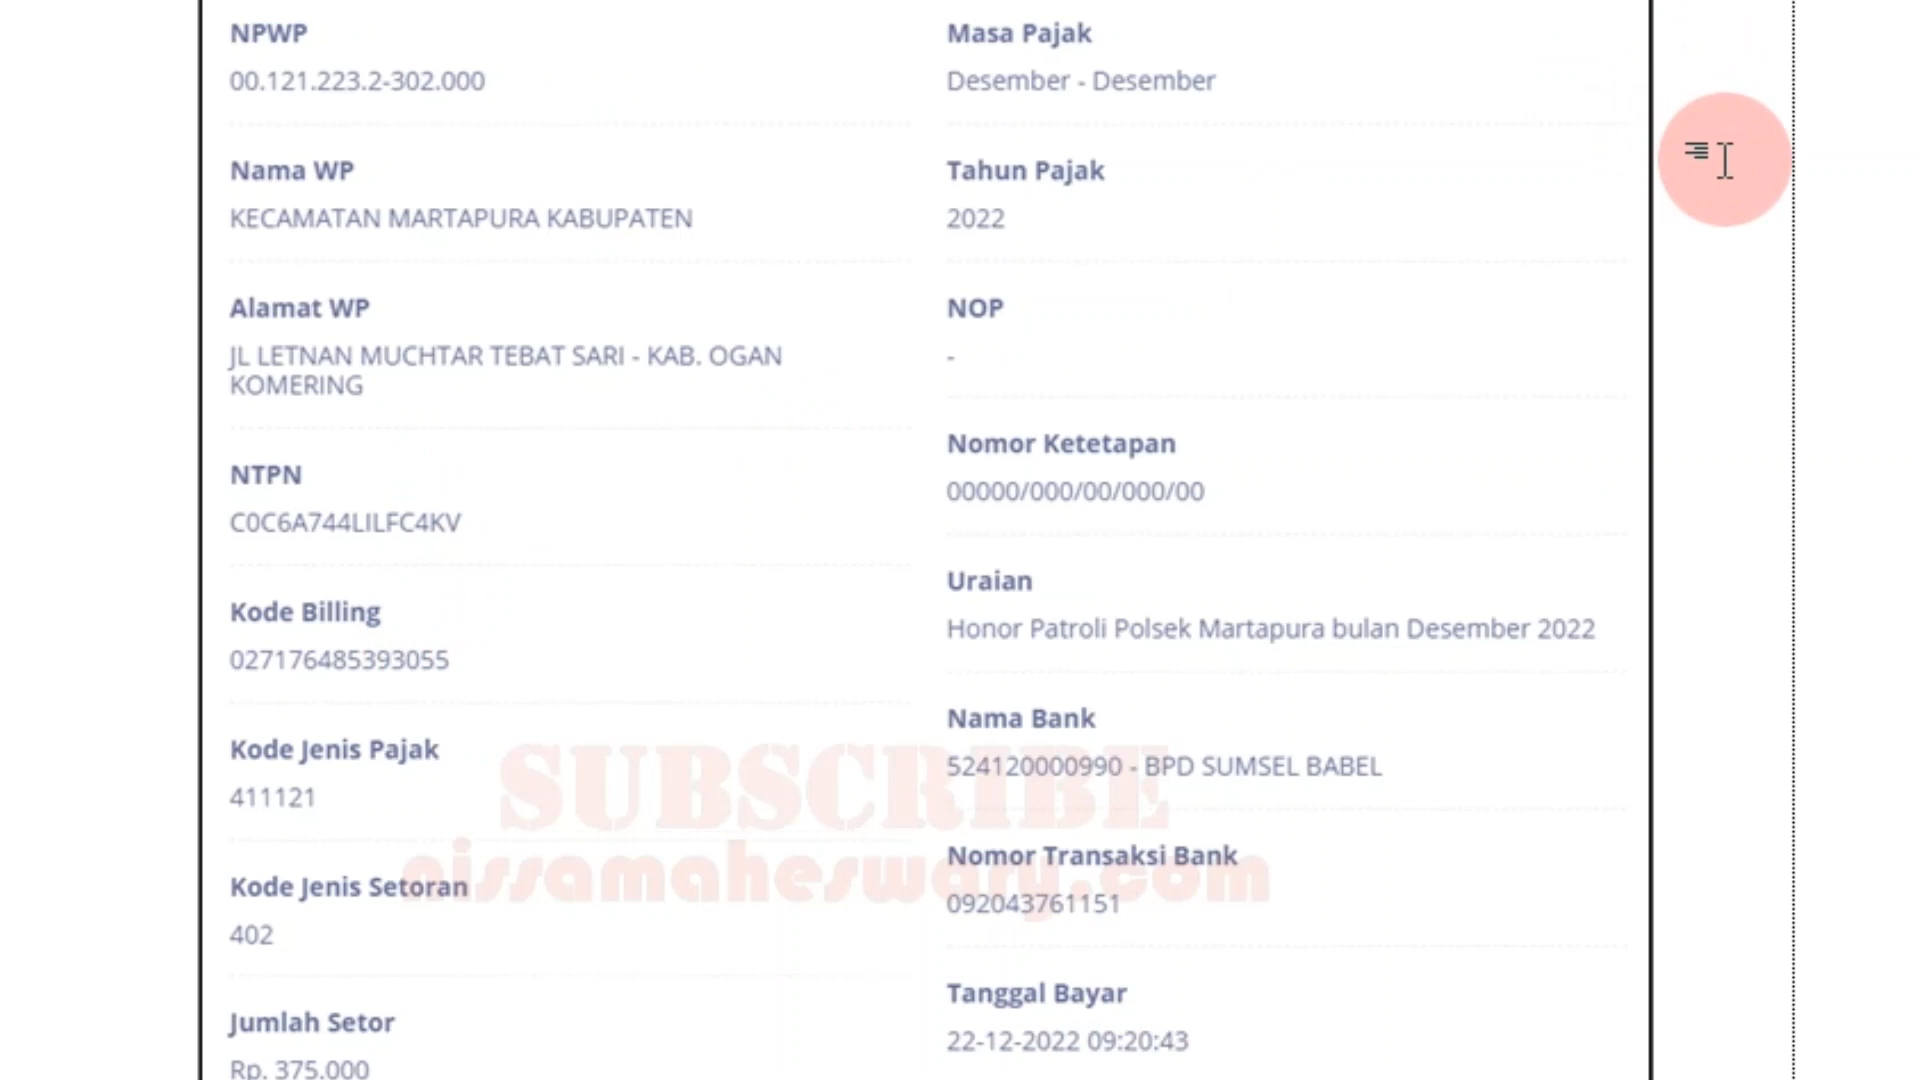 NPWP
00.121.223.2-302.000
Nama WP
KECAMATAN MARTAPURA KABUPATEN
Alamat WP
JL LETNAN MUCHTAR TEBAT SARI - KAB. OGAN
KOMERING
NTPN
C0C6A744LILFC4KV
Kode Billing
027176485393055
Kode Jenis Pajak
411121
Kode Jenis Setoran
402
Jumlah Setor
Rp. 375.000
Masa Pajak
Desember - Desember
Tahun Pajak
2022
NOP
-
Nomor Ketetapan
00000/000/00/000/00
Uraian
Honor Patroli Polsek Martapura bulan Desember 2022
Nama Bank
524120000990 - BPD SUMSEL BABEL
Nomor Transaksi Bank
092043761151
Tanggal Bayar
22-12-2022 09:20:43
SUBSCRIBE
nissamaheswary.com